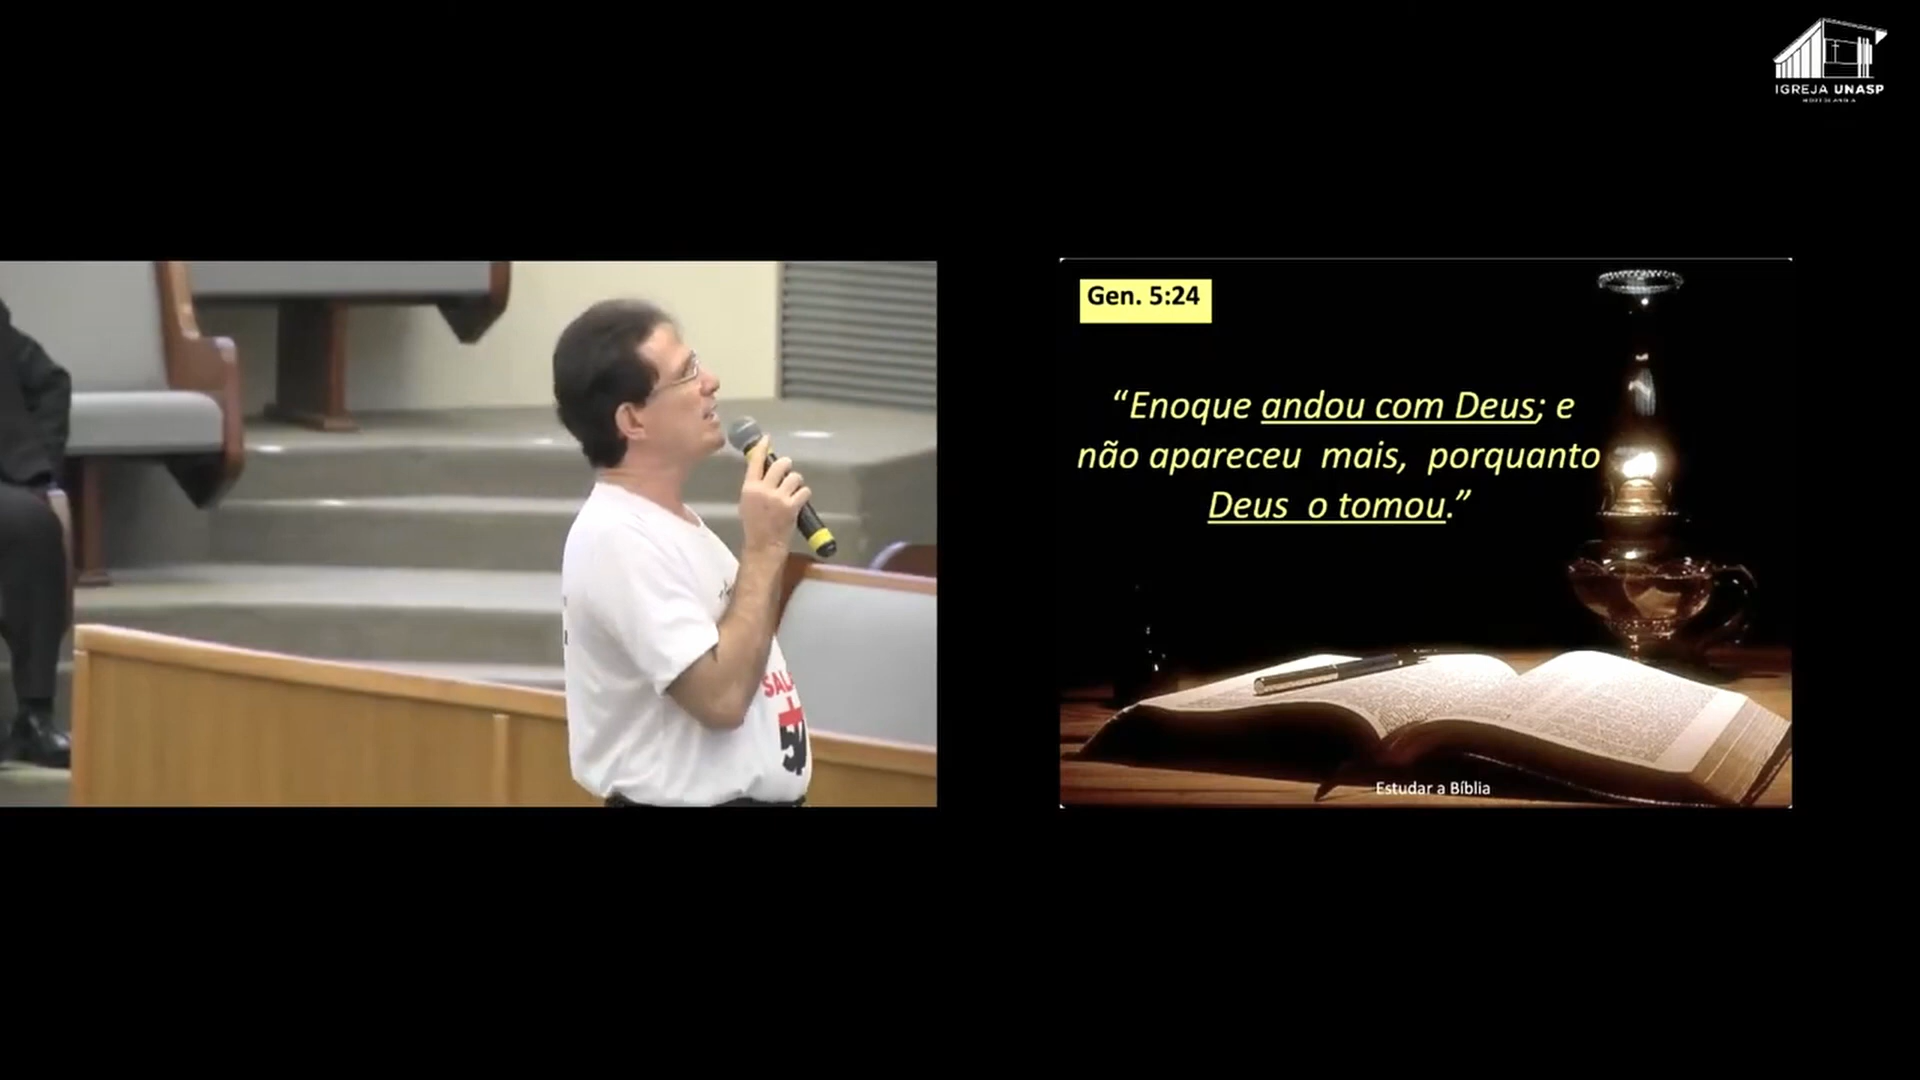 IGREJA UNASP
Gen. 5:24
“Enoque andou com Deus; e
não apareceu mais, porquanto
Deus o tomou.”
Estudar a Bíblia